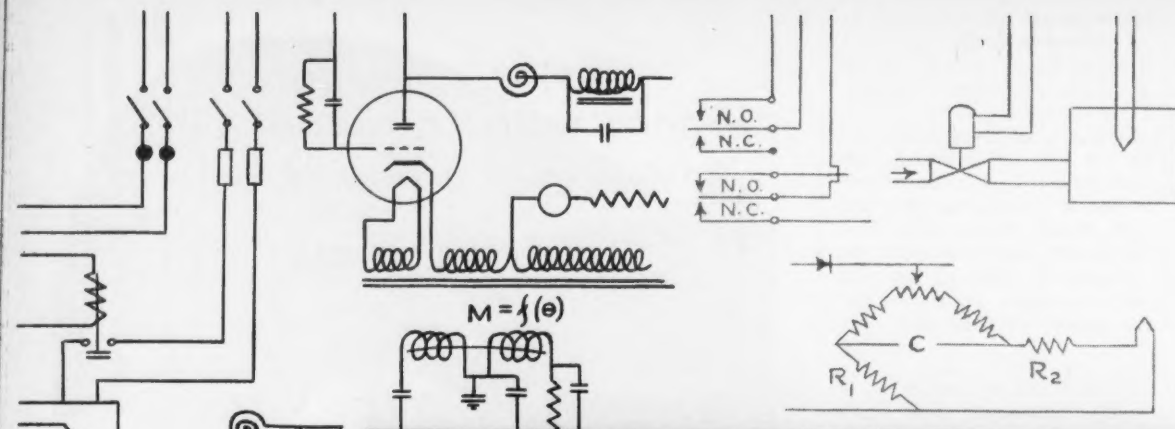 N.O.
N.C.
N.O.
N.C.
M = f(θ)
C
R1
R2